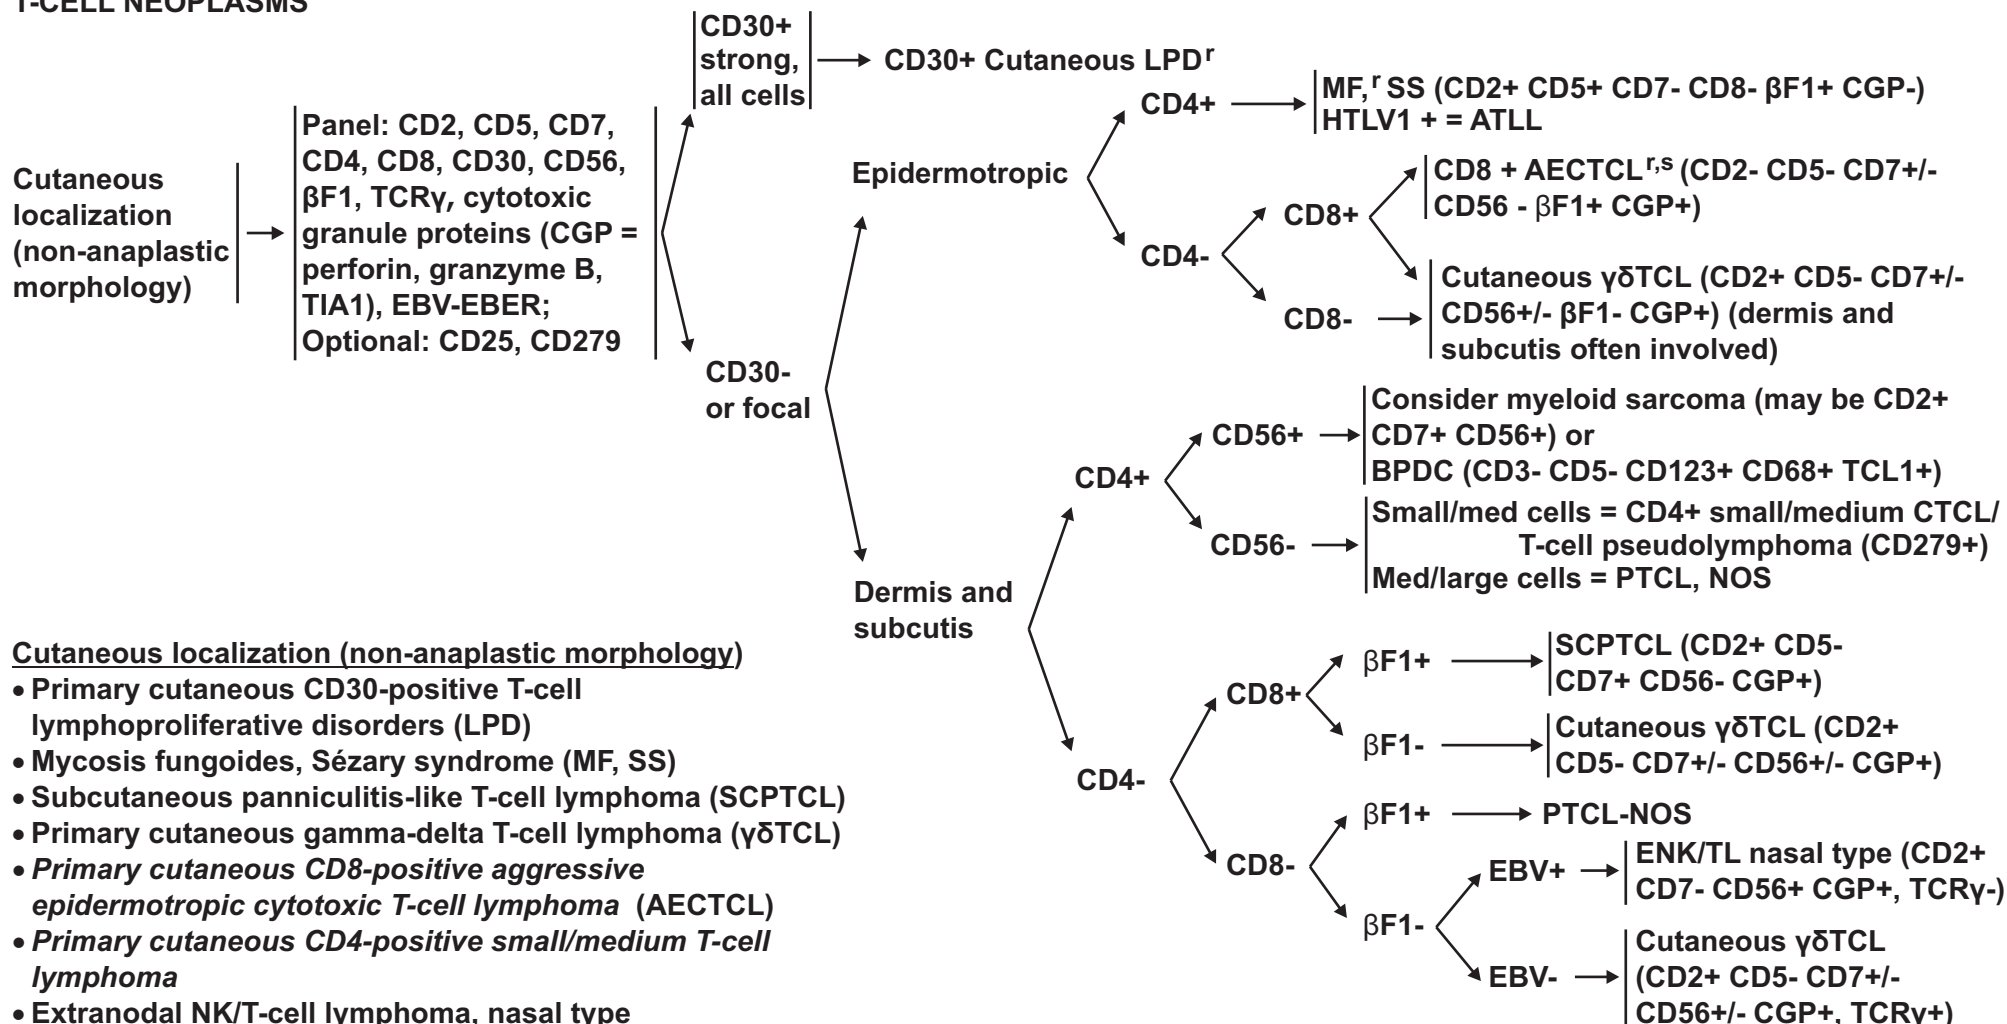 T-CELL NEOPLASMS
Cutaneous
localization
(non-anaplastic
morphology)
Panel: CD2, CD5, CD7,
CD4, CD8, CD30, CD56,
βF1, TCRγ, cytotoxic
granule proteins (CGP =
perforin, granzyme B,
TIA1), EBV-EBER;
Optional: CD25, CD279
CD30+
strong,
all cells
CD30+ Cutaneous LPDʳ
CD30-
or focal
Epidermotropic
CD4+
MF,ʳ SS (CD2+ CD5+ CD7- CD8- βF1+ CGP-)
HTLV1 + = ATLL
CD4-
CD8+
CD8 + AECTCLʳ,ˢ (CD2- CD5- CD7+/-
CD56 - βF1+ CGP+)
CD8-
Cutaneous γδTCL (CD2+ CD5- CD7+/-
CD56+/- βF1- CGP+) (dermis and
subcutis often involved)
Dermis and
subcutis
CD4+
CD56+
Consider myeloid sarcoma (may be CD2+
CD7+ CD56+) or
BPDC (CD3- CD5- CD123+ CD68+ TCL1+)
CD56-
Small/med cells = CD4+ small/medium CTCL/
T-cell pseudolymphoma (CD279+)
Med/large cells = PTCL, NOS
CD4-
CD8+
βF1+
SCPTCL (CD2+ CD5-
CD7+ CD56- CGP+)
βF1-
Cutaneous γδTCL (CD2+
CD5- CD7+/- CD56+/- CGP+)
CD8-
βF1+
PTCL-NOS
βF1-
EBV+
ENK/TL nasal type (CD2+
CD7- CD56+ CGP+, TCRγ-)
EBV-
Cutaneous γδTCL
(CD2+ CD5- CD7+/-
CD56+/- CGP+, TCRγ+)
Cutaneous localization (non-anaplastic morphology)
• Primary cutaneous CD30-positive T-cell
lymphoproliferative disorders (LPD)
• Mycosis fungoides, Sézary syndrome (MF, SS)
• Subcutaneous panniculitis-like T-cell lymphoma (SCPTCL)
• Primary cutaneous gamma-delta T-cell lymphoma (γδTCL)
• Primary cutaneous CD8-positive aggressive
epidermotropic cytotoxic T-cell lymphoma (AECTCL)
• Primary cutaneous CD4-positive small/medium T-cell
lymphoma
• Extranodal NK/T-cell lymphoma, nasal type